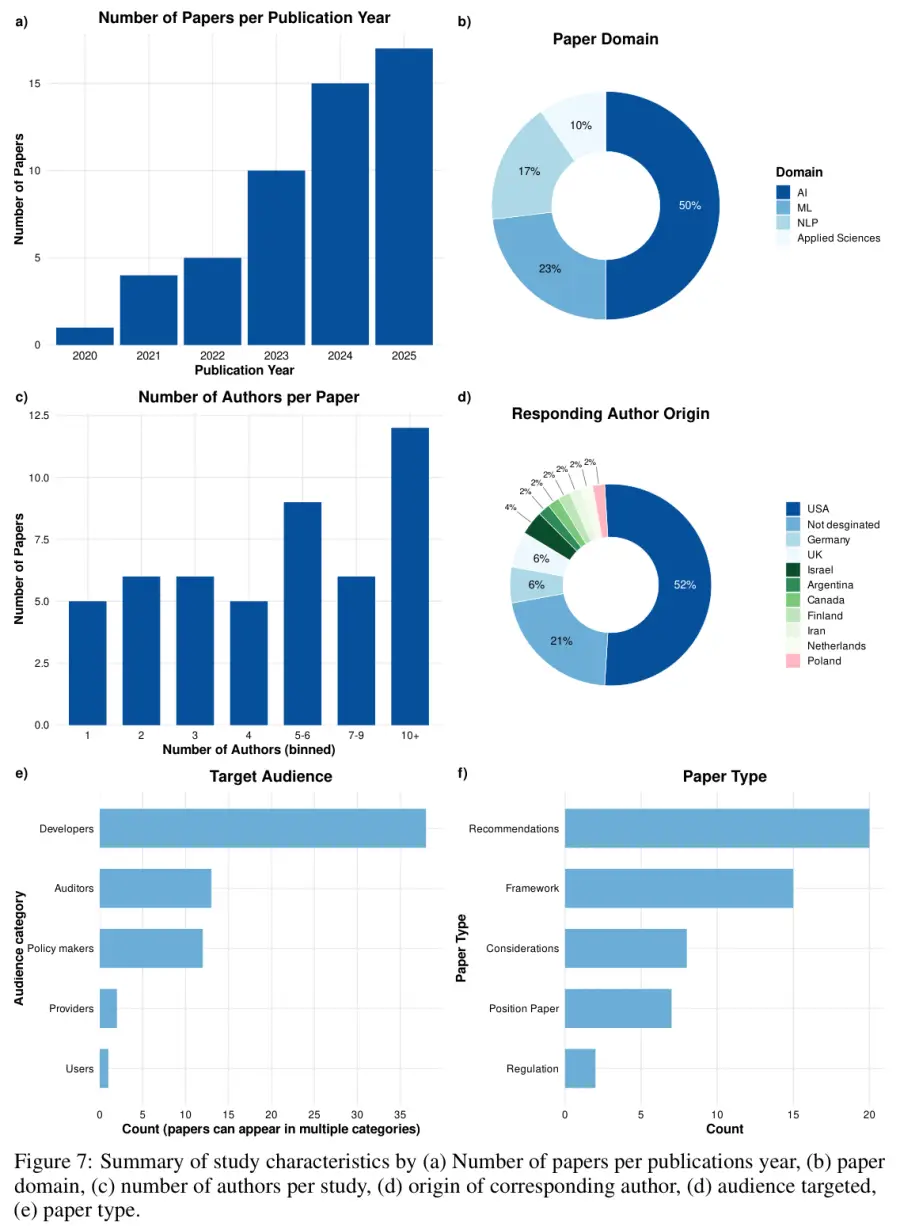 a)
Number of Papers per Publication Year
Number of Papers
15
10
5
0
2020 2021 2022 2023 2024 2025
Publication Year
b)
Paper Domain
10%
17%
50%
23%
Domain
AI
ML
NLP
Applied Sciences
c)
Number of Authors per Paper
Number of Papers
12.5
10.0
7.5
5.0
2.5
0.0
1 2 3 4 5-6 7-9 10+
Number of Authors (binned)
d)
Responding Author Origin
2%
2%
2%
2%
2%
2%
4%
6%
6%
52%
21%
USA
Not desginated
Germany
UK
Israel
Argentina
Canada
Finland
Iran
Netherlands
Poland
e)
Target Audience
Audience category
Developers
Auditors
Policy makers
Providers
Users
0 5 10 15 20 25 30 35
Count (papers can appear in multiple categories)
f)
Paper Type
Paper Type
Recommendations
Framework
Considerations
Position Paper
Regulation
0 5 10 15 20
Count
Figure 7: Summary of study characteristics by (a) Number of papers per publications year, (b) paper
domain, (c) number of authors per study, (d) origin of corresponding author, (d) audience targeted,
(e) paper type.